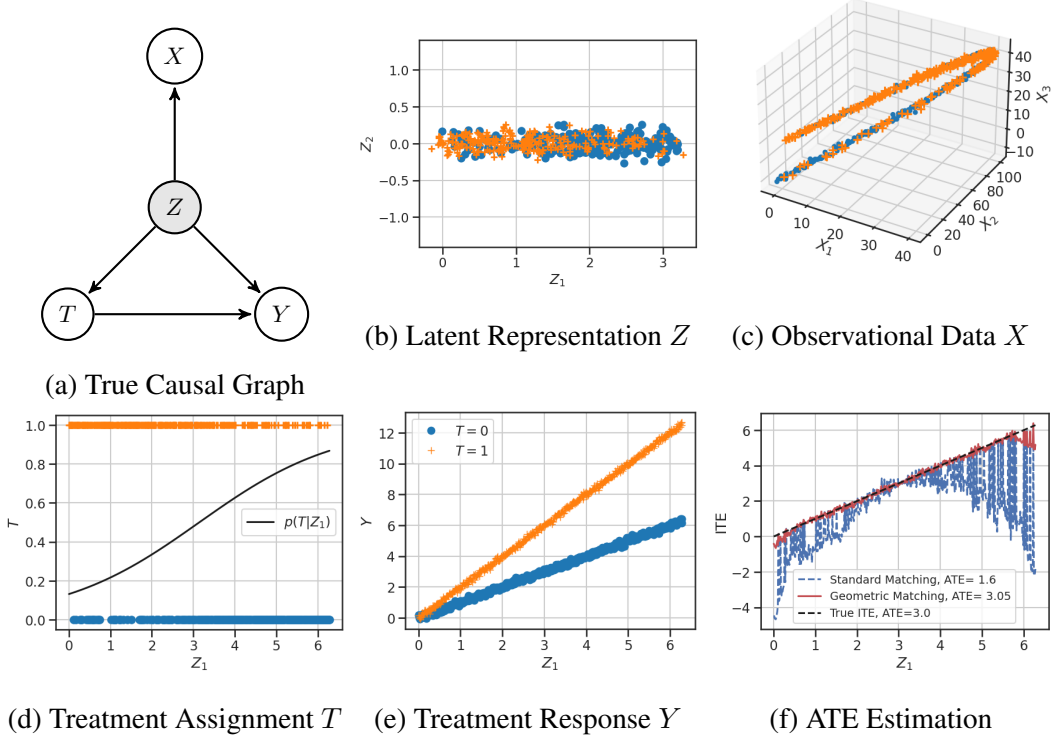 X
Z
T
Y
(a) True Causal Graph
1.0
0.5
0.0
−0.5
−1.0
Z₂
0
1
2
3
Z₁
(b) Latent Representation Z
40
30
20
10
0
−10
X₃
100
80
60
40
20
0
X₂
0
10
20
30
40
X₁
(c) Observational Data X
1.0
0.8
0.6
0.4
0.2
0.0
T
p(T|Z₁)
0 1 2 3 4 5 6
Z₁
(d) Treatment Assignment T
12
10
8
6
4
2
0
Y
T = 0
T = 1
0 1 2 3 4 5 6
Z₁
(e) Treatment Response Y
6
4
2
0
−2
−4
ITE
Standard Matching, ATE= 1.6
Geometric Matching, ATE= 3.05
True ITE, ATE=3.0
0 1 2 3 4 5 6
Z₁
(f) ATE Estimation